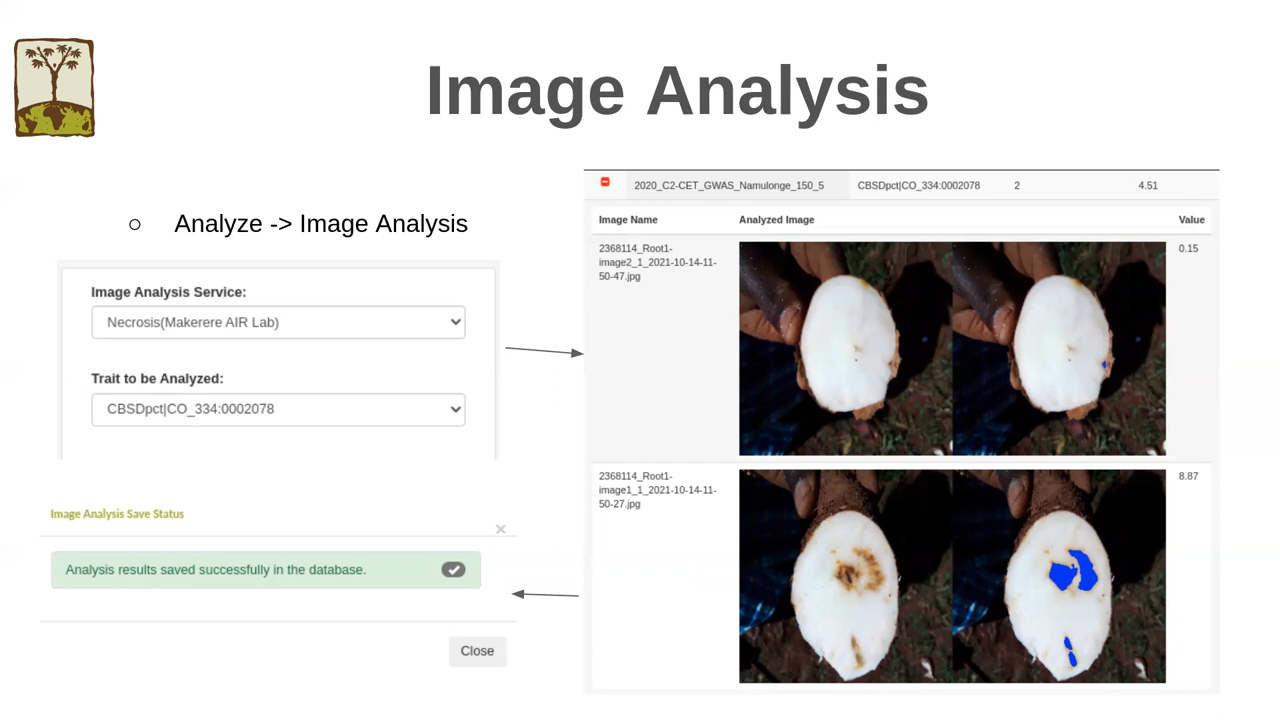 Image Analysis
○ Analyze -> Image Analysis
Image Analysis Service:
Necrosis(Makerere AIR Lab)
Trait to be Analyzed:
CBSDpct|CO_334:0002078
Image Analysis Save Status
×
Analysis results saved successfully in the database.
Close
2020_C2-CET_GWAS_Namulonge_150_5 CBSDpct|CO_334:0002078 2 4.51
Image Name Analyzed Image Value
2368114_Root1-
image2_1_2021-10-14-11-
50-47.jpg
0.15
2368114_Root1-
image1_1_2021-10-14-11-
50-27.jpg
8.87